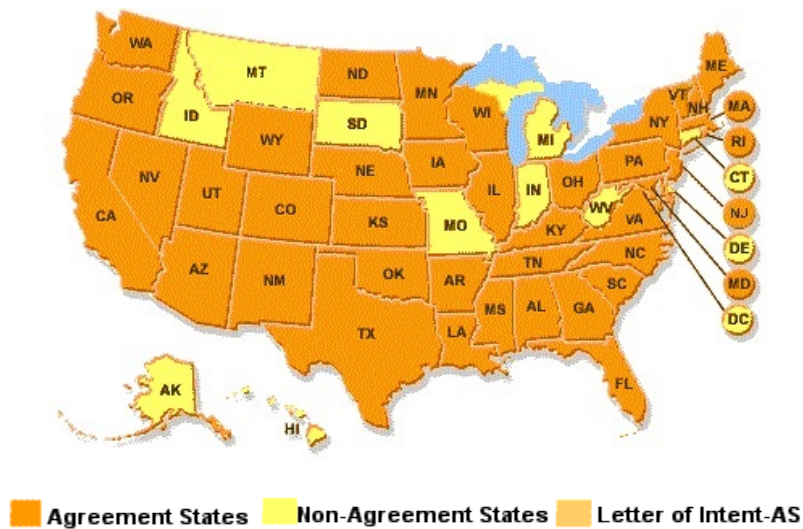 WA
MT
ND
MN
ME
VT
NH
MA
OR
ID
SD
WI
MI
NY
RI
WY
IA
PA
CT
NV
UT
NE
IL
IN
OH
NJ
CA
CO
KS
MO
WV
VA
DE
KY
AZ
NM
OK
AR
TN
NC
MD
SC
DC
TX
LA
MS
AL
GA
FL
AK
HI
Agreement States Non-Agreement States Letter of Intent-AS